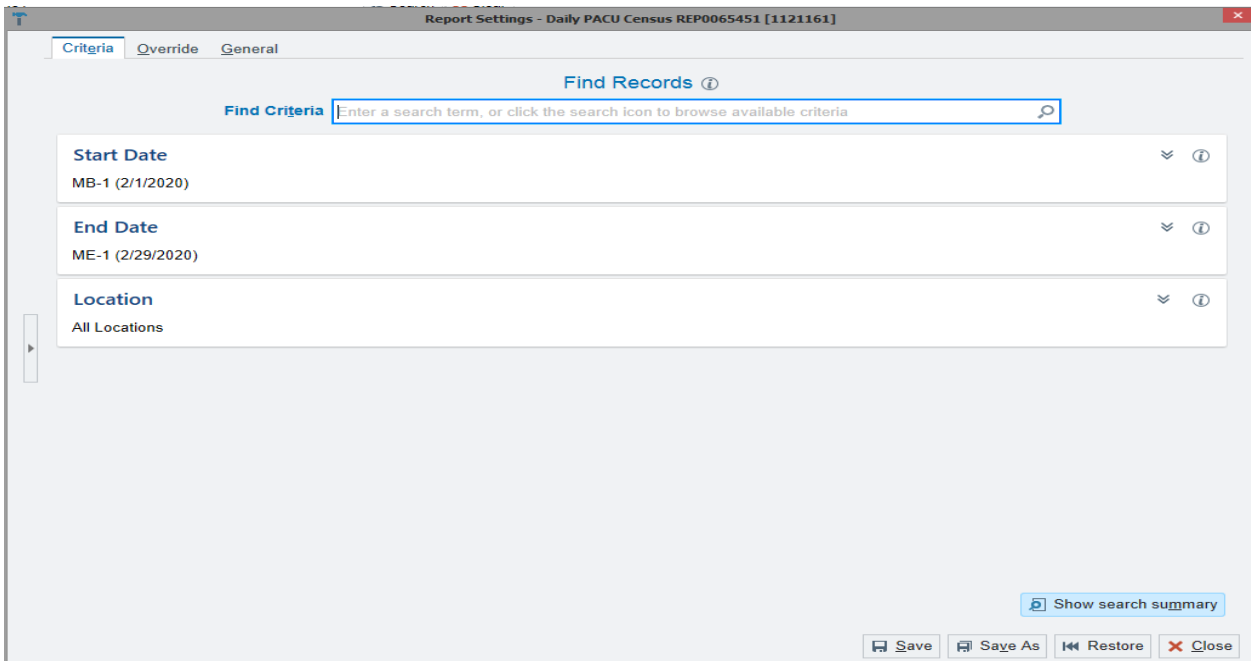 Report Settings - Daily PACU Census REP0065451 [1121161]
Criteria Override General
Find Records
Find Criteria Enter a search term, or click the search icon to browse available criteria
Start Date
MB-1 (2/1/2020)
End Date
ME-1 (2/29/2020)
Location
All Locations
Show search summary
Save Save As Restore Close